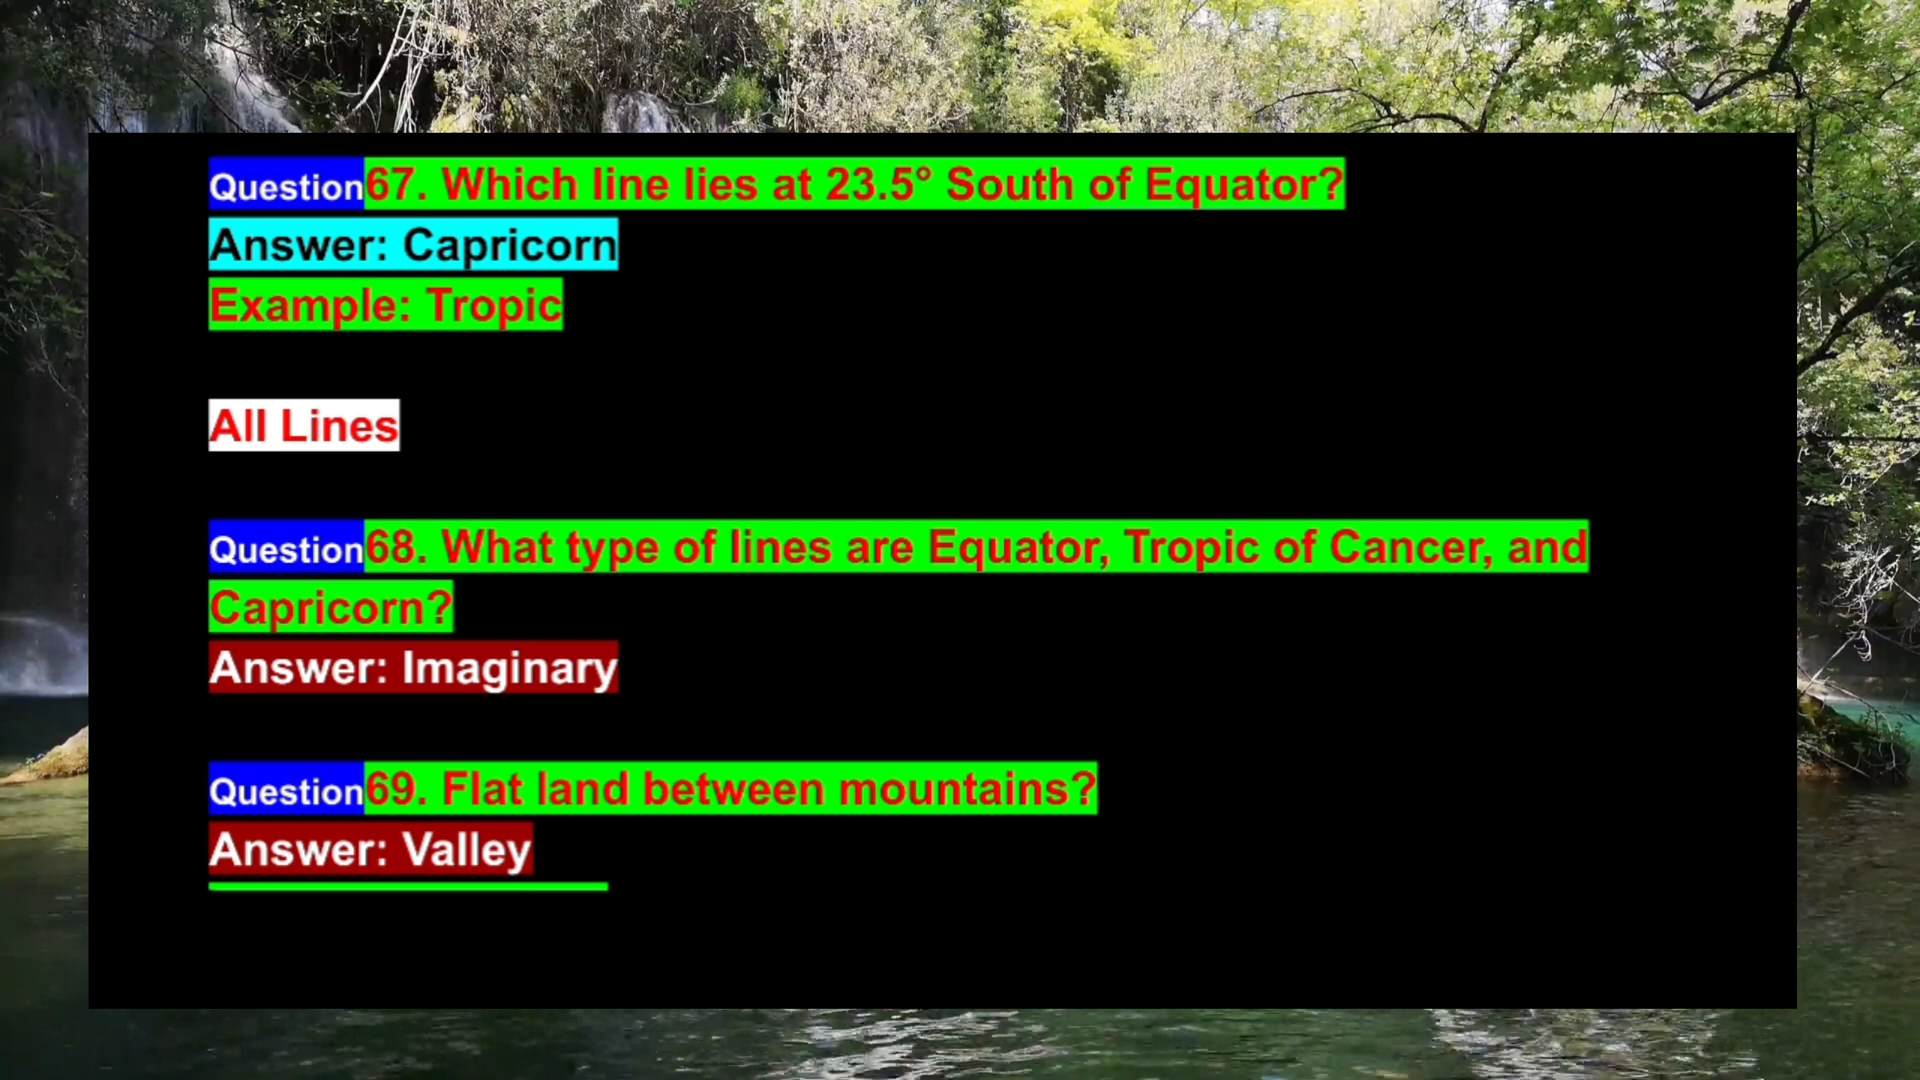 Question67. Which line lies at 23.5° South of Equator?
Answer: Capricorn
Example: Tropic
All Lines
Question68. What type of lines are Equator, Tropic of Cancer, and
Capricorn?
Answer: Imaginary
Question69. Flat land between mountains?
Answer: Valley